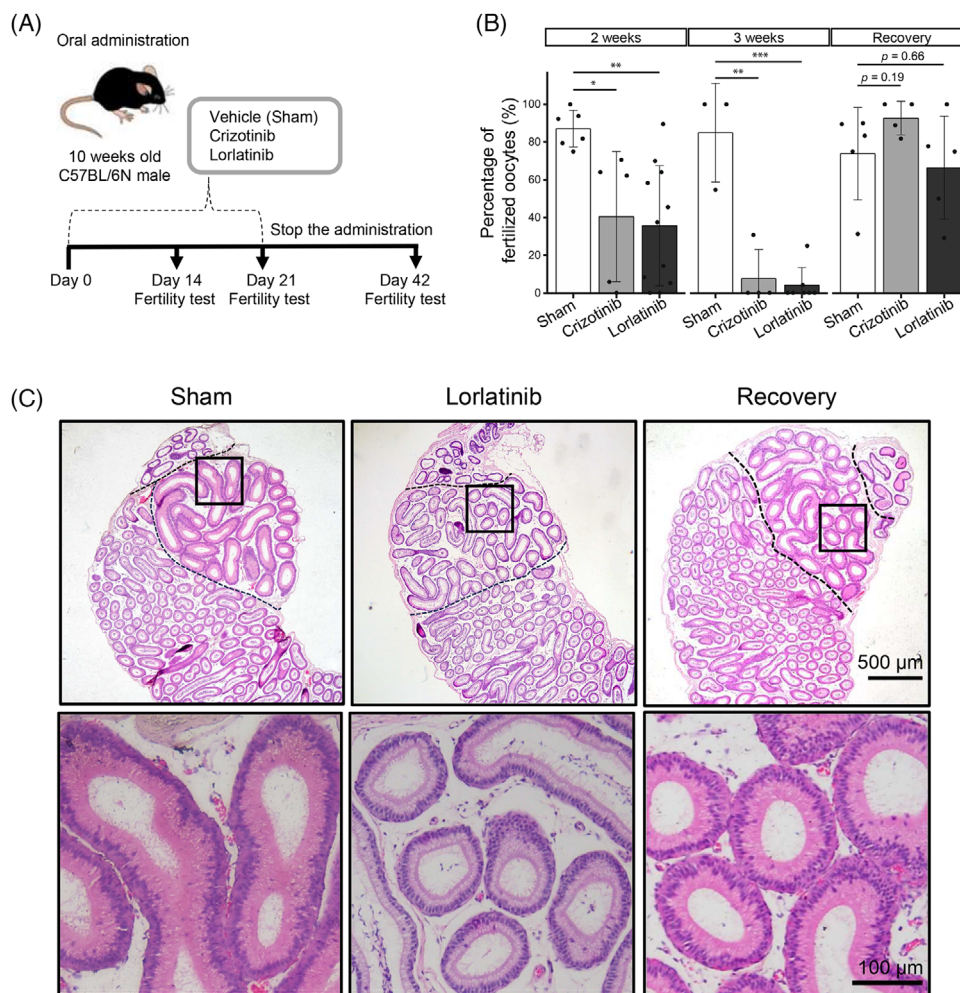 (A)
Oral administration
Vehicle (Sham)
Crizotinib
Lorlatinib
10 weeks old
C57BL/6N male
Stop the administration
Day 0
Day 14
Fertility test
Day 21
Fertility test
Day 42
Fertility test
(B)
2 weeks
3 weeks
Recovery
Percentage of
fertilized oocytes (%)
100
80
60
40
20
0
*
**
**
***
p = 0.66
p = 0.19
Sham
Crizotinib
Lorlatinib
Sham
Crizotinib
Lorlatinib
Sham
Crizotinib
Lorlatinib
(C)
Sham
Lorlatinib
Recovery
500 µm
100 µm